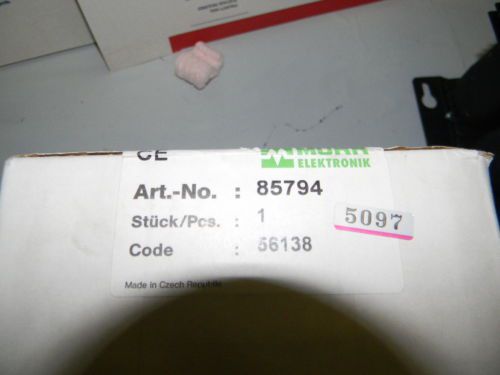 CE
MURR
ELEKTRONIK
Art.-No. : 85794
Stück/Pcs. : 1
5097
Code : 56138
Made in Czech Republic